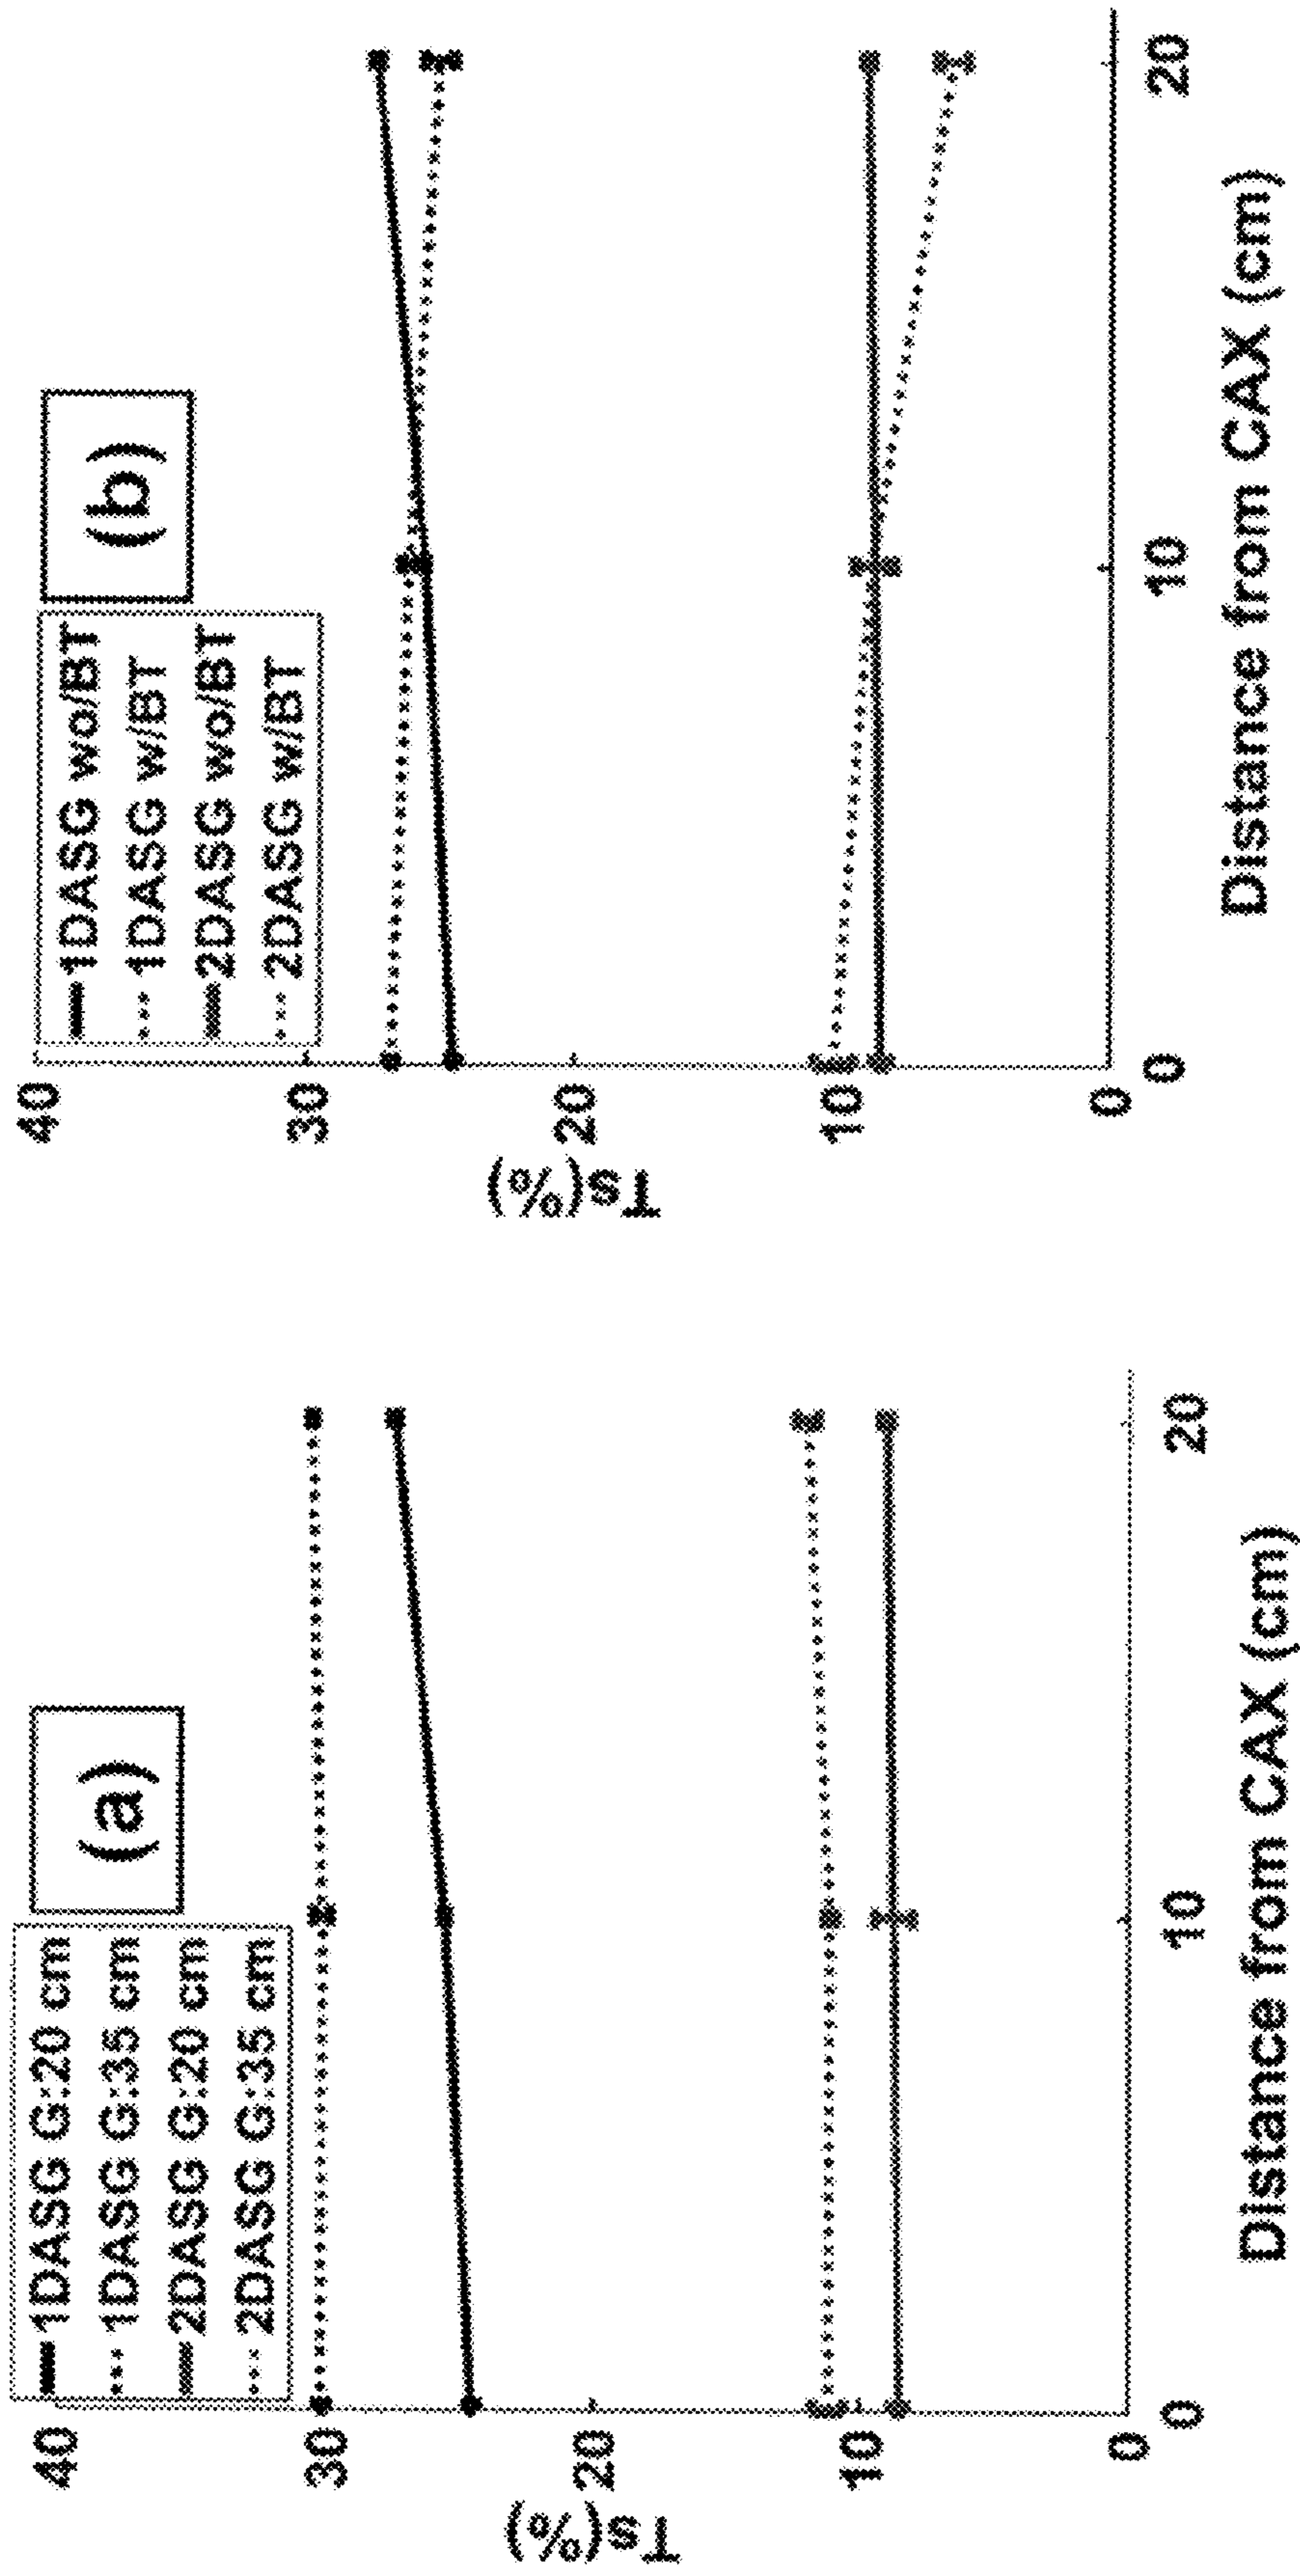 (a)
1DASG G:20 cm
1DASG G:35 cm
2DASG G:20 cm
2DASG G:35 cm
40
30
20
10
0
Ts(%)
0
10
20
Distance from CAX (cm)
(b)
1DASG wo/BT
1DASG w/BT
2DASG wo/BT
2DASG w/BT
40
30
20
10
0
Ts(%)
0
10
20
Distance from CAX (cm)